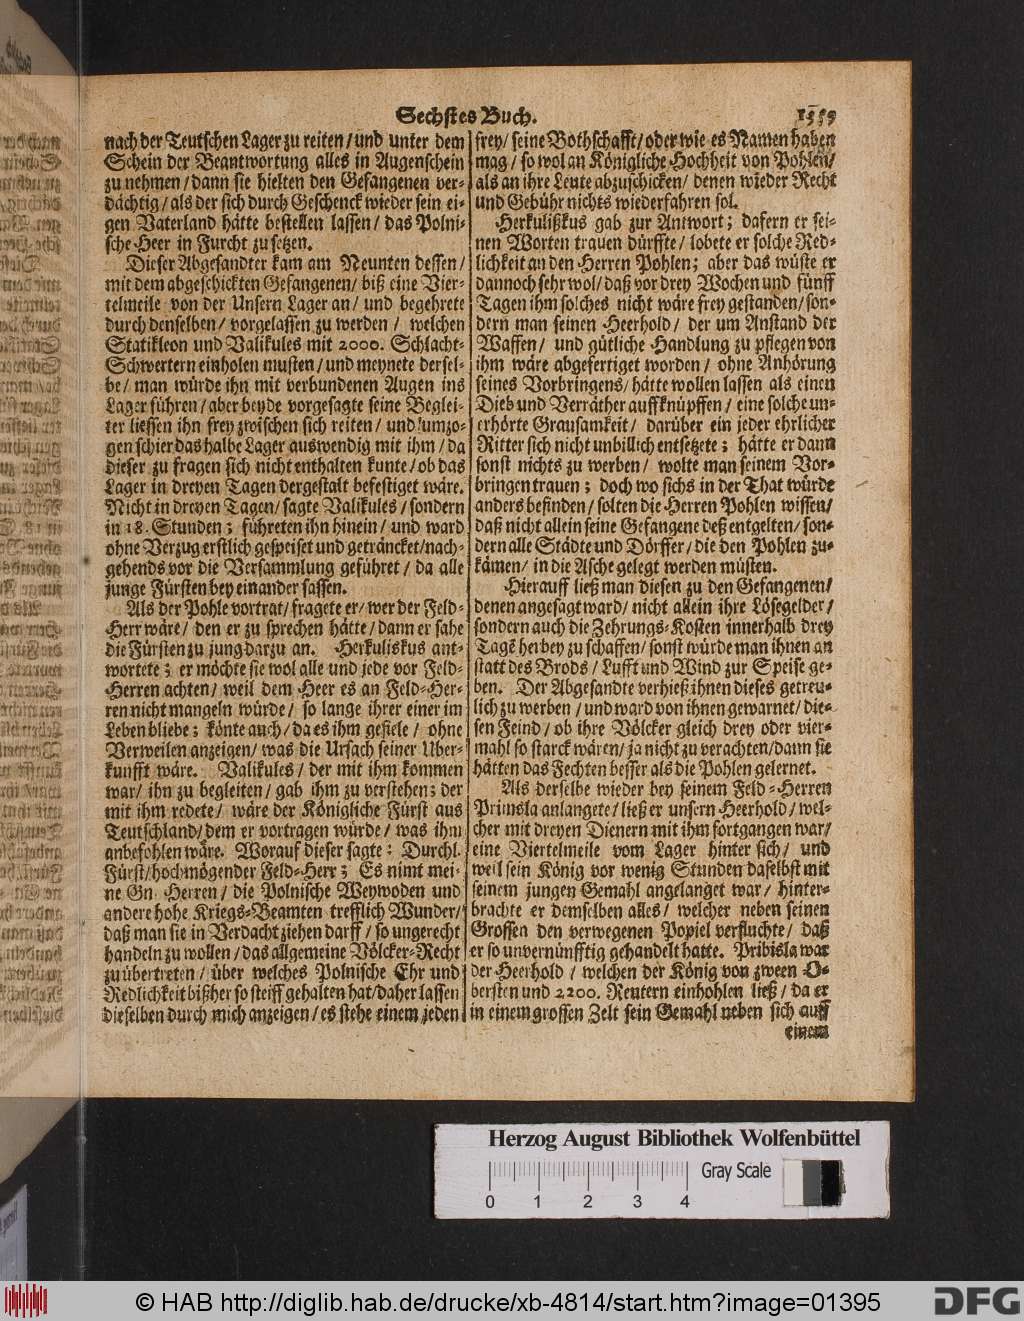 Sechstes Buch. 1359
nach der Teutschen Lager zu reiten/und unter dem
Schein der Beantwortung alles in Augenschein
zu nehmen/dann sie hielten den Gefangenen ver-
dächtig/als der sich durch Geschenck wieder sein ei-
gen Vaterland hätte bestellen lassen/das Polni-
sche Heer in Furcht zu setzen.
Dieser Abgesandter kam am Neunten dessen/
mit dem abgeschickten Gefangenen/ biß eine Vier-
telmeile von der Unsern Lager an/ und begehrete
durch denselben/ vorgelassen zu werden/ welchen
Statikleon und Valikules mit 2000. Schlacht-
Schwertern einholen musten/und meynete dersel-
be/ man würde ihn mit verbundenen Augen ins
Lager führen/aber beyde vorgesagte seine Beglei-
ter liessen ihn frey zwischen sich reiten/ und umzo-
gen schier das halbe Lager auswendig mit ihm/da
dieser zu fragen sich nicht enthalten kunte/ob das
Lager in dreyen Tagen dergestalt befestiget wäre.
Nicht in dreyen Tagen/sagte Valikules/sondern
in 18. Stunden; führeten ihn hinein/ und ward
ohne Verzug erstlich gespeiset und geträncket/nach-
gehends vor die Versammlung geführet/ da alle
junge Fürsten bey einander sassen.
Als der Pohle vortrat/fragete er/wer der Feld-
Herr wäre/ den er zu sprechen hätte/dann er sahe
die Fürsten zu jung darzu an. Herkuliskus ant-
wortete; er möchte sie wol alle und jede vor Feld-
Herren achten/ weil dem Heer es an Feld-Her-
ren nicht mangeln würde/ so lange ihrer einer im
Leben bliebe; könte auch/da es ihm gefiele/ ohne
Verweilen anzeigen/ was die Ursach seiner Uber-
kunfft wäre. Valikules/ der mit ihm kommen
war/ ihn zu begleiten/gab ihm zu verstehen; der
mit ihm redete/ wäre der Königliche Fürst aus
Teutschland/dem er vortragen würde/ was ihm
anbefohlen wäre. Worauf dieser sagte: Durchl.
Fürst/hochmögender Feld-Herr; Es nimt mei-
ne Gn. Herren/ die Polnische Weywoden und
andere hohe Kriegs-Beamten trefflich Wunder/
daß man sie in Verdacht ziehen darff/so ungerecht
handeln zu wollen/das allgemeine Völcker-Recht
zu übertreten/ über welches Polnische Ehr und
Redlichkeit bißher so steiff gehalten hat/daher lassen
dieselben durch mich anzeigen/es stehe einem jeden
frey/seine Bothschafft/oder wie es Namen haben
mag/ so wol an Königliche Hochheit von Pohlen/
als an ihre Leute abzuschicken/ denen wieder Recht
und Gebühr nichts wiederfahren sol.
Herkulißkus gab zur Antwort; dafern er sei-
nen Worten trauen dürffte/lobete er solche Red-
lichkeit an den Herren Pohlen; aber das wüste er
dannoch sehr wol/daß vor drey Wochen und fünff
Tagen ihm solches nicht wäre frey gestanden/son-
dern man seinen Heerhold/ der um Anstand der
Waffen/ und gütliche Handlung zu pflegen von
ihm wäre abgefertiget worden/ ohne Anhörung
seines Vorbringens/hätte wollen lassen als einen
Dieb und Verräther auffknüpffen/eine solche un-
erhörte Grausamkeit/ darüber ein jeder ehrlicher
Ritter sich nicht unbillich entsetzete; hätte er dann
sonst nichts zu werben/ wolte man seinem Vor-
bringen trauen; doch wo sichs in der That würde
anders befinden/solten die Herren Pohlen wissen/
daß nicht allein seine Gefangene deß entgelten/son-
dern alle Städte und Dörffer/die den Pohlen zu-
kämen/ in die Asche gelegt werden müsten.
Hierauff ließ man diesen zu den Gefangenen/
denen angesagt ward/nicht allein ihre Lösegelder/
sondern auch die Zehrungs-Kosten innerhalb drey
Tagē herbey zu schaffen/sonst würde man ihnen an
statt des Brods/Lufft und Wind zur Speise ge-
ben. Der Abgesandte verhieß ihnen dieses getreu-
lich zu werben/und ward von ihnen gewarnet/die-
sen Feind/ ob ihre Völcker gleich drey oder vier-
mahl so starck wären/ja nicht zu verachten/dann sie
hätten das Fechten besser als die Pohlen gelernet.
Als derselbe wieder bey seinem Feld-Herren
Primsla anlangete/ließ er unsern Heerhold/wel-
cher mit dreyen Dienern mit ihm fortgangen war/
eine Viertelmeile vom Lager hinter sich/ und
weil sein König vor wenig Stunden daselbst mit
seinem jungen Gemahl angelanget war/ hinter-
brachte er demselben alles/ welcher neben seinen
Grossen den verwegenen Popiel verfluchte/ daß
er so unvernünfftig gehandelt hatte. Pribisla war
der Heerhold/ welchen der König von zween O-
bersten und 2200. Reutern einhohlen ließ/da er
in einem grossen Zelt sein Gemahl neben sich auff
einem
Herzog August Bibliothek Wolfenbüttel
Gray Scale
0 1 2 3 4
© HAB http://diglib.hab.de/drucke/xb-4814/start.htm?image=01395
DFG